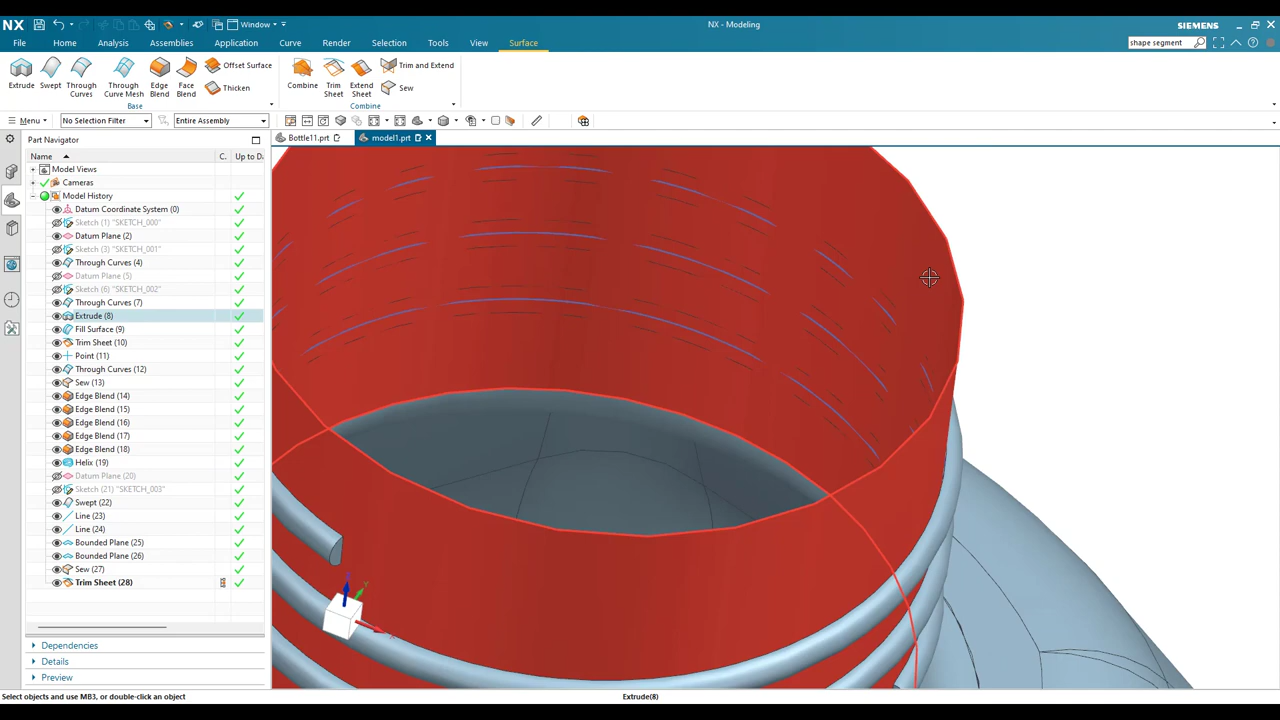 NX
Window
NX - Modeling
SIEMENS
File Home Analysis Assemblies Application Curve Render Selection Tools View Surface
shape segment
Extrude Swept Through Curves Through Curve Mesh Edge Blend Face Blend Offset Surface Thicken
Combine Trim Sheet Extend Sheet Trim and Extend Sew
Base Combine
Menu No Selection Filter Entire Assembly
Part Navigator
Bottle11.prt model1.prt
Name C. Up to D
Model Views
Cameras
Model History
Datum Coordinate System (0)
Sketch (1) "SKETCH_000"
Datum Plane (2)
Sketch (3) "SKETCH_001"
Through Curves (4)
Datum Plane (5)
Sketch (6) "SKETCH_002"
Through Curves (7)
Extrude (8)
Fill Surface (9)
Trim Sheet (10)
Point (11)
Through Curves (12)
Sew (13)
Edge Blend (14)
Edge Blend (15)
Edge Blend (16)
Edge Blend (17)
Edge Blend (18)
Helix (19)
Datum Plane (20)
Sketch (21) "SKETCH_003"
Swept (22)
Line (23)
Line (24)
Bounded Plane (25)
Bounded Plane (26)
Sew (27)
Trim Sheet (28)
Dependencies
Details
Preview
Select objects and use MB3, or double-click an object
Extrude(8)